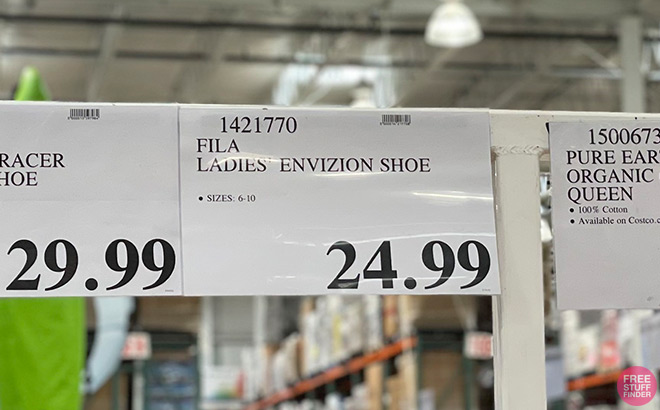 RACER
HOE
29.99
1421770
FILA
LADIES' ENVIZION SHOE
• SIZES: 6-10
24.99
1500673
PURE EAR
ORGANIC
QUEEN
• 100% Cotton
• Available on Costco.c
FREE
STUFF
FINDER